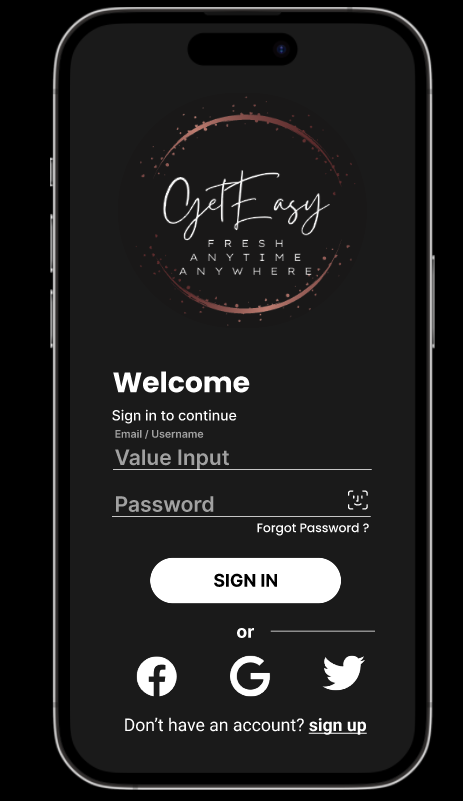 GetEasy
FRESH
ANYTIME
ANYWHERE
Welcome
Sign in to continue
Email / Username
Value Input
Password
Forgot Password ?
SIGN IN
or
Don’t have an account? sign up